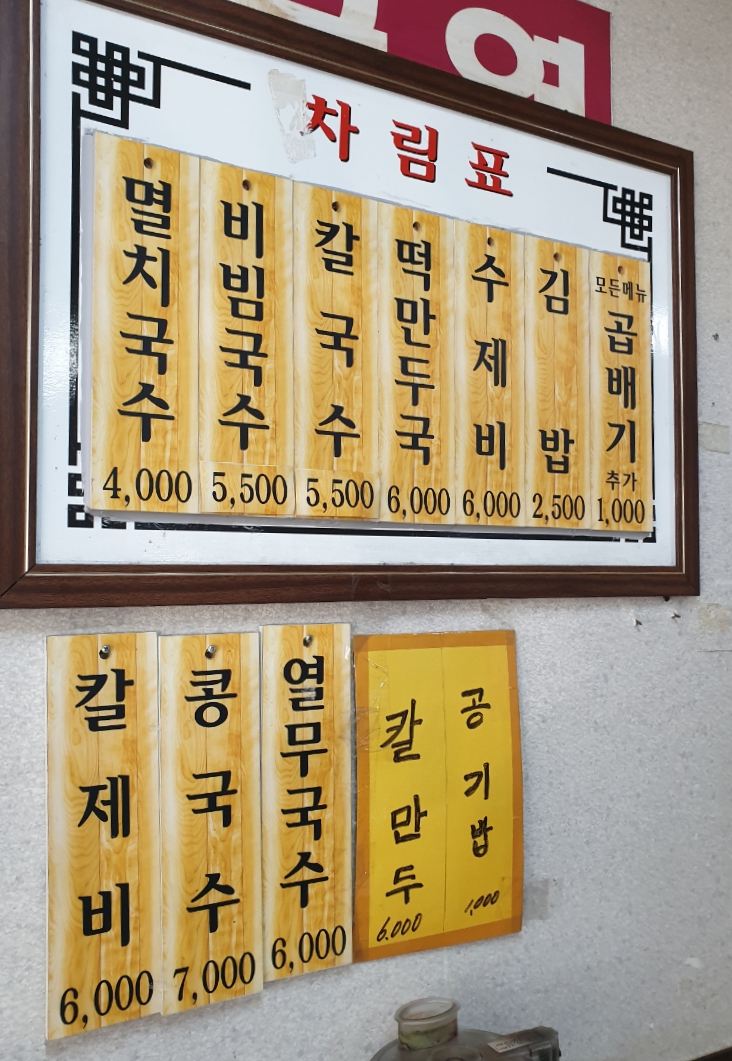 차림표
멸치국수
4,000
비빔국수
5,500
칼국수
5,500
떡만두국
6,000
수제비
6,000
김밥
2,500
모든메뉴
곱배기
추가
1,000
칼제비
6,000
콩국수
7,000
열무국수
6,000
칼만두
6.000
공기밥
1,000